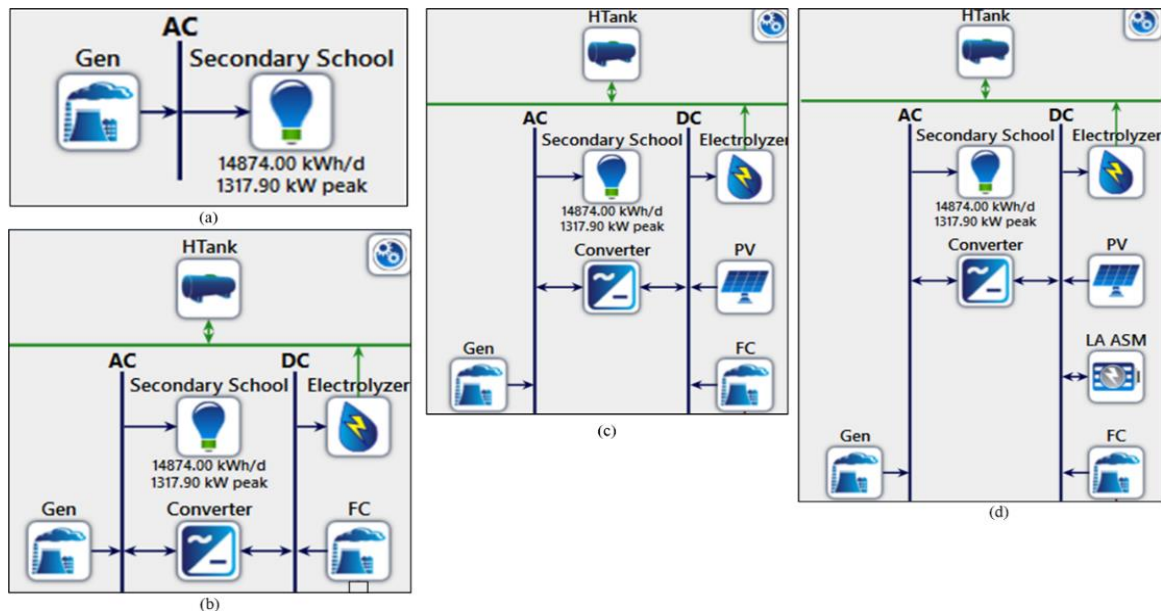 AC
Gen
Secondary School
14874.00 kWh/d
1317.90 kW peak
(a)
HTank
AC
DC
Secondary School
Electrolyzer
14874.00 kWh/d
1317.90 kW peak
Gen
Converter
FC
(b)
HTank
AC
DC
Secondary School
Electrolyzer
14874.00 kWh/d
1317.90 kW peak
Converter
PV
Gen
FC
(c)
HTank
AC
DC
Secondary School
Electrolyzer
14874.00 kWh/d
1317.90 kW peak
Converter
PV
LA ASM
Gen
FC
(d)